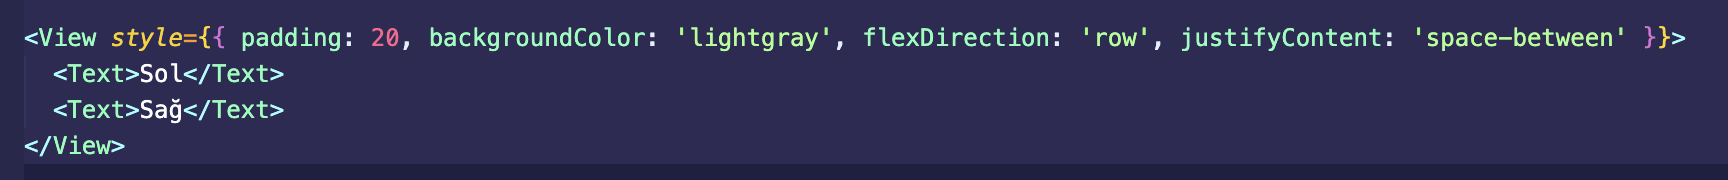 <View style={{ padding: 20, backgroundColor: 'lightgray', flexDirection: 'row', justifyContent: 'space-between' }}>
  <Text>Sol</Text>
  <Text>Sağ</Text>
</View>